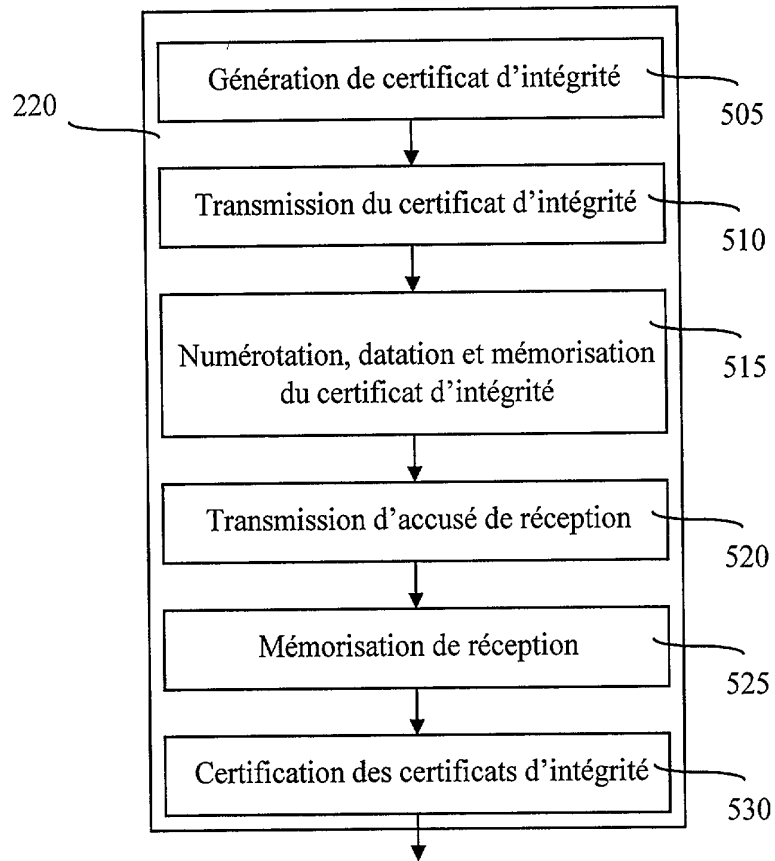 Génération de certificat d'intégrité
220
505
Transmission du certificat d'intégrité
510
Numérotation, datation et mémorisation
du certificat d'intégrité
515
Transmission d'accusé de réception
520
Mémorisation de réception
525
Certification des certificats d'intégrité
530